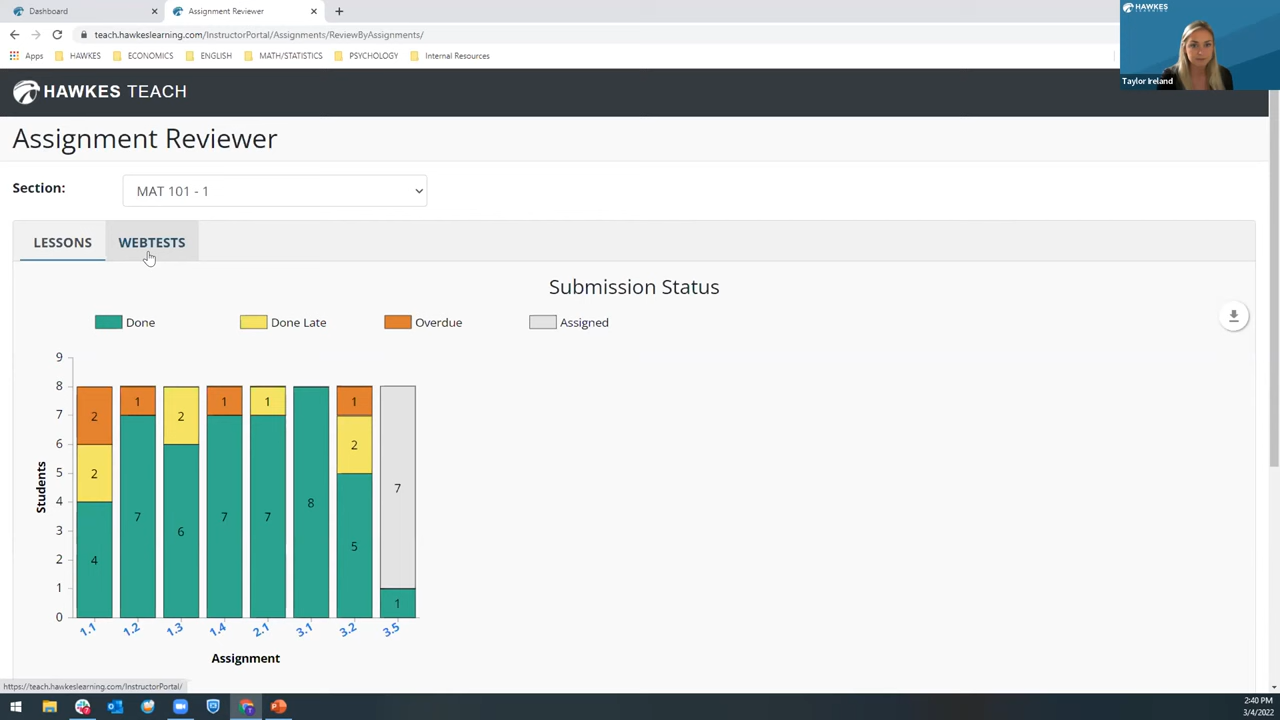 Dashboard
Assignment Reviewer
teach.hawkeslearning.com/InstructorPortal/Assignments/ReviewByAssignments/
Apps
HAWKES
ECONOMICS
ENGLISH
MATH/STATISTICS
PSYCHOLOGY
Internal Resources
HAWKES
LEARNING
Taylor Ireland
HAWKES TEACH
Assignment Reviewer
Section:
MAT 101 - 1
LESSONS
WEBTESTS
Submission Status
Done
Done Late
Overdue
Assigned
9
8
7
6
5
4
3
2
1
0
Students
2
2
4
1
7
2
6
1
7
1
7
8
1
2
5
7
1
1.1
1.2
1.3
1.4
2.1
3.1
3.2
3.5
Assignment
https://teach.hawkeslearning.com/InstructorPortal/
2:40 PM
3/4/2022